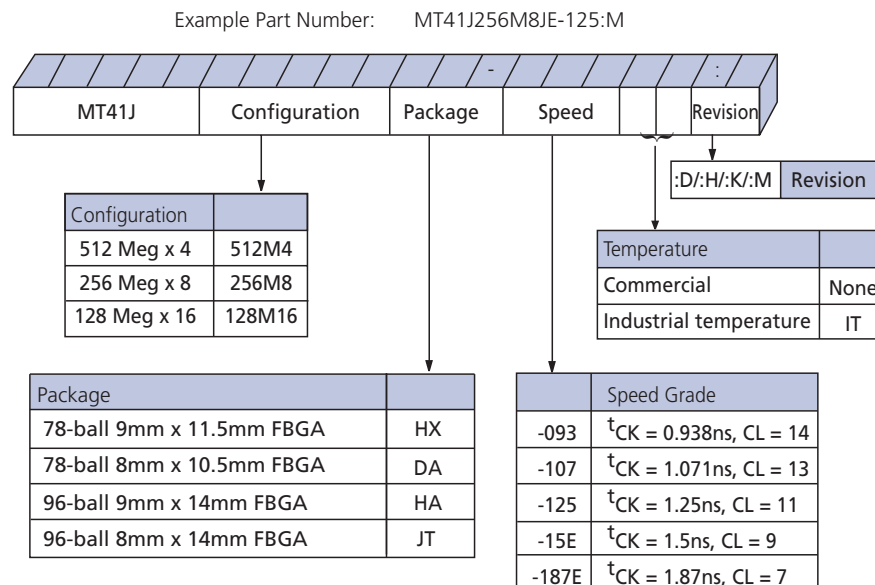 Example Part Number: MT41J256M8JE-125:M
- :
MT41J Configuration Package Speed Revision
:D/:H/:K/:M Revision
Configuration
512 Meg x 4 512M4
256 Meg x 8 256M8
128 Meg x 16 128M16
Temperature
Commercial None
Industrial temperature IT
Package
78-ball 9mm x 11.5mm FBGA HX
78-ball 8mm x 10.5mm FBGA DA
96-ball 9mm x 14mm FBGA HA
96-ball 8mm x 14mm FBGA JT
Speed Grade
-093 tCK = 0.938ns, CL = 14
-107 tCK = 1.071ns, CL = 13
-125 tCK = 1.25ns, CL = 11
-15E tCK = 1.5ns, CL = 9
-187E tCK = 1.87ns, CL = 7